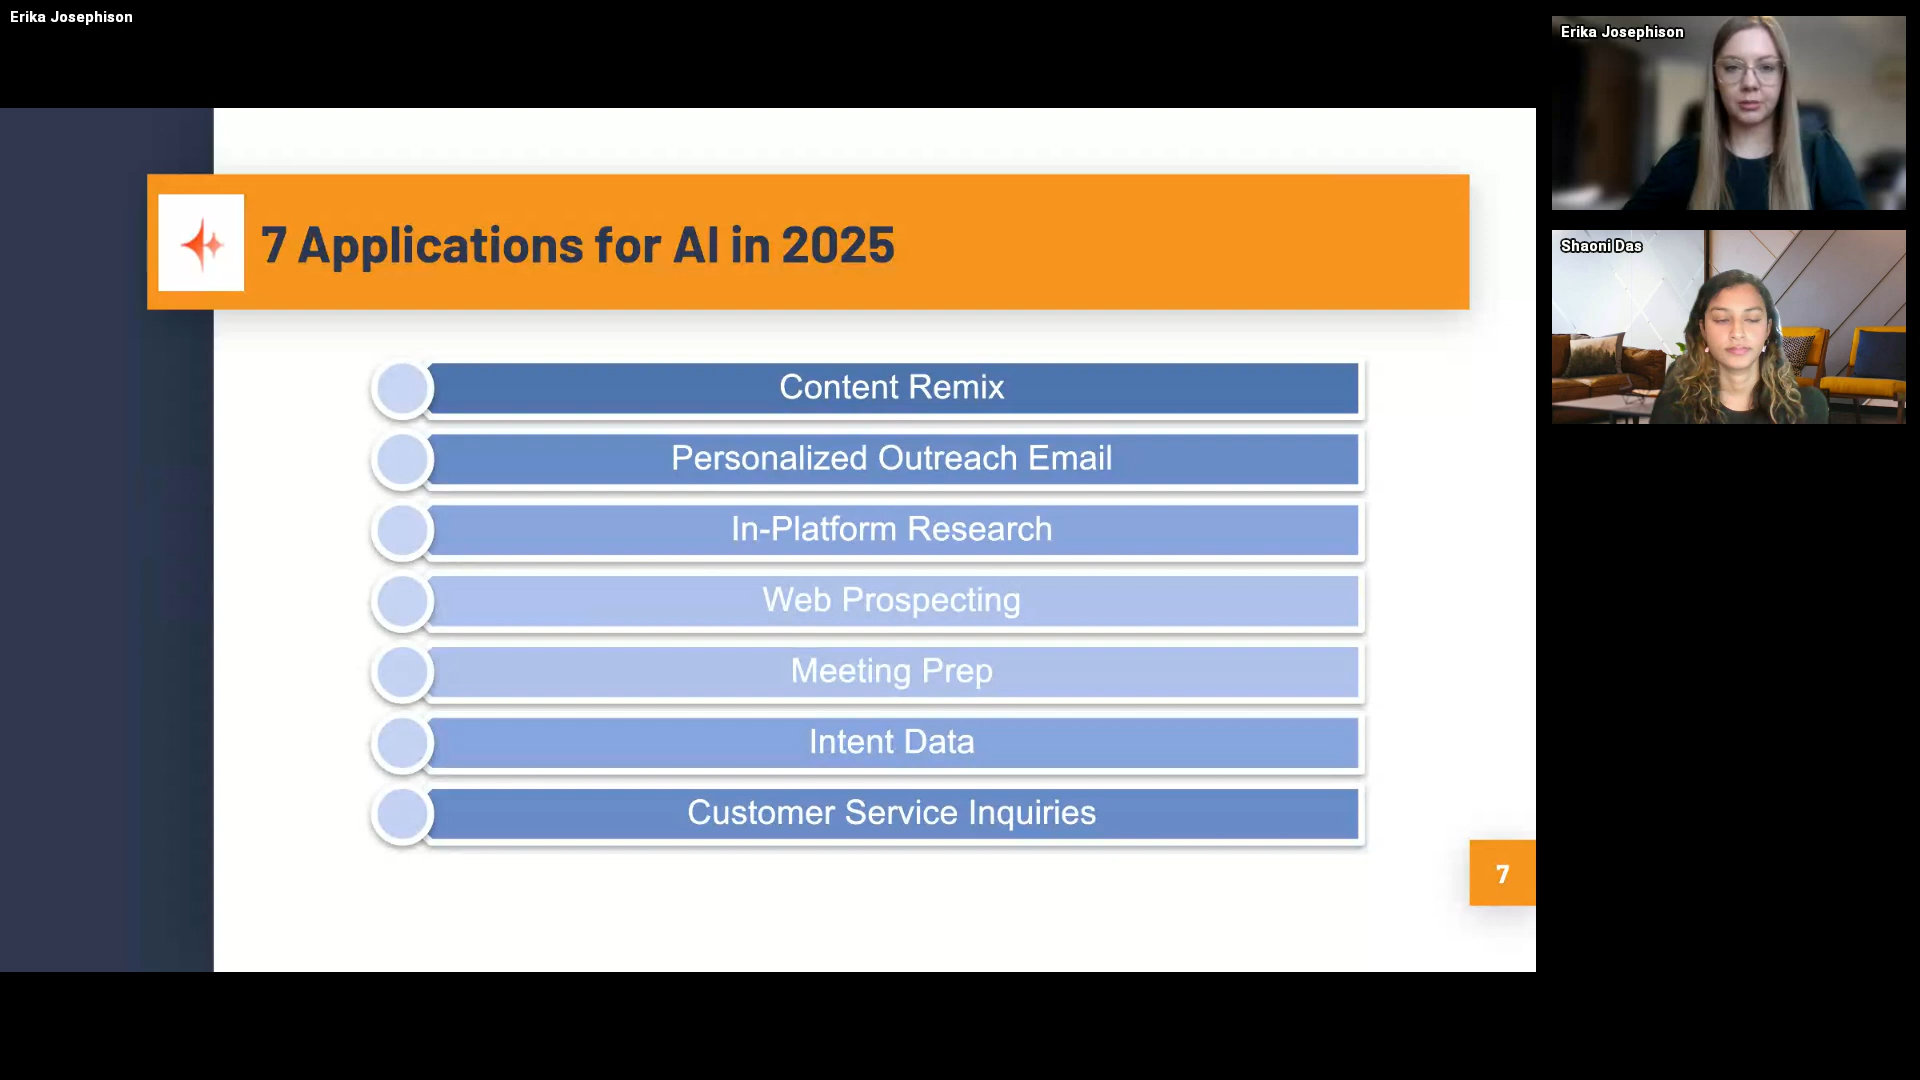 Erika Josephison
Erika Josephison
Shaoni Das
7 Applications for AI in 2025
Content Remix
Personalized Outreach Email
In-Platform Research
Web Prospecting
Meeting Prep
Intent Data
Customer Service Inquiries
7